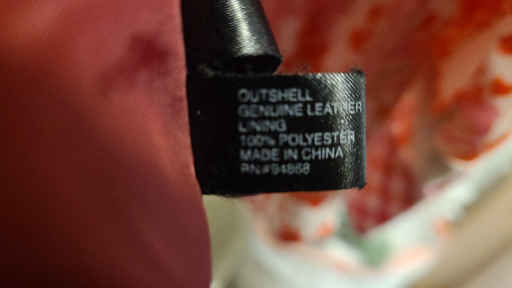 OUTSHELL
GENUINE LEATHER
LINING
100% POLYESTER
MADE IN CHINA
RN#94868